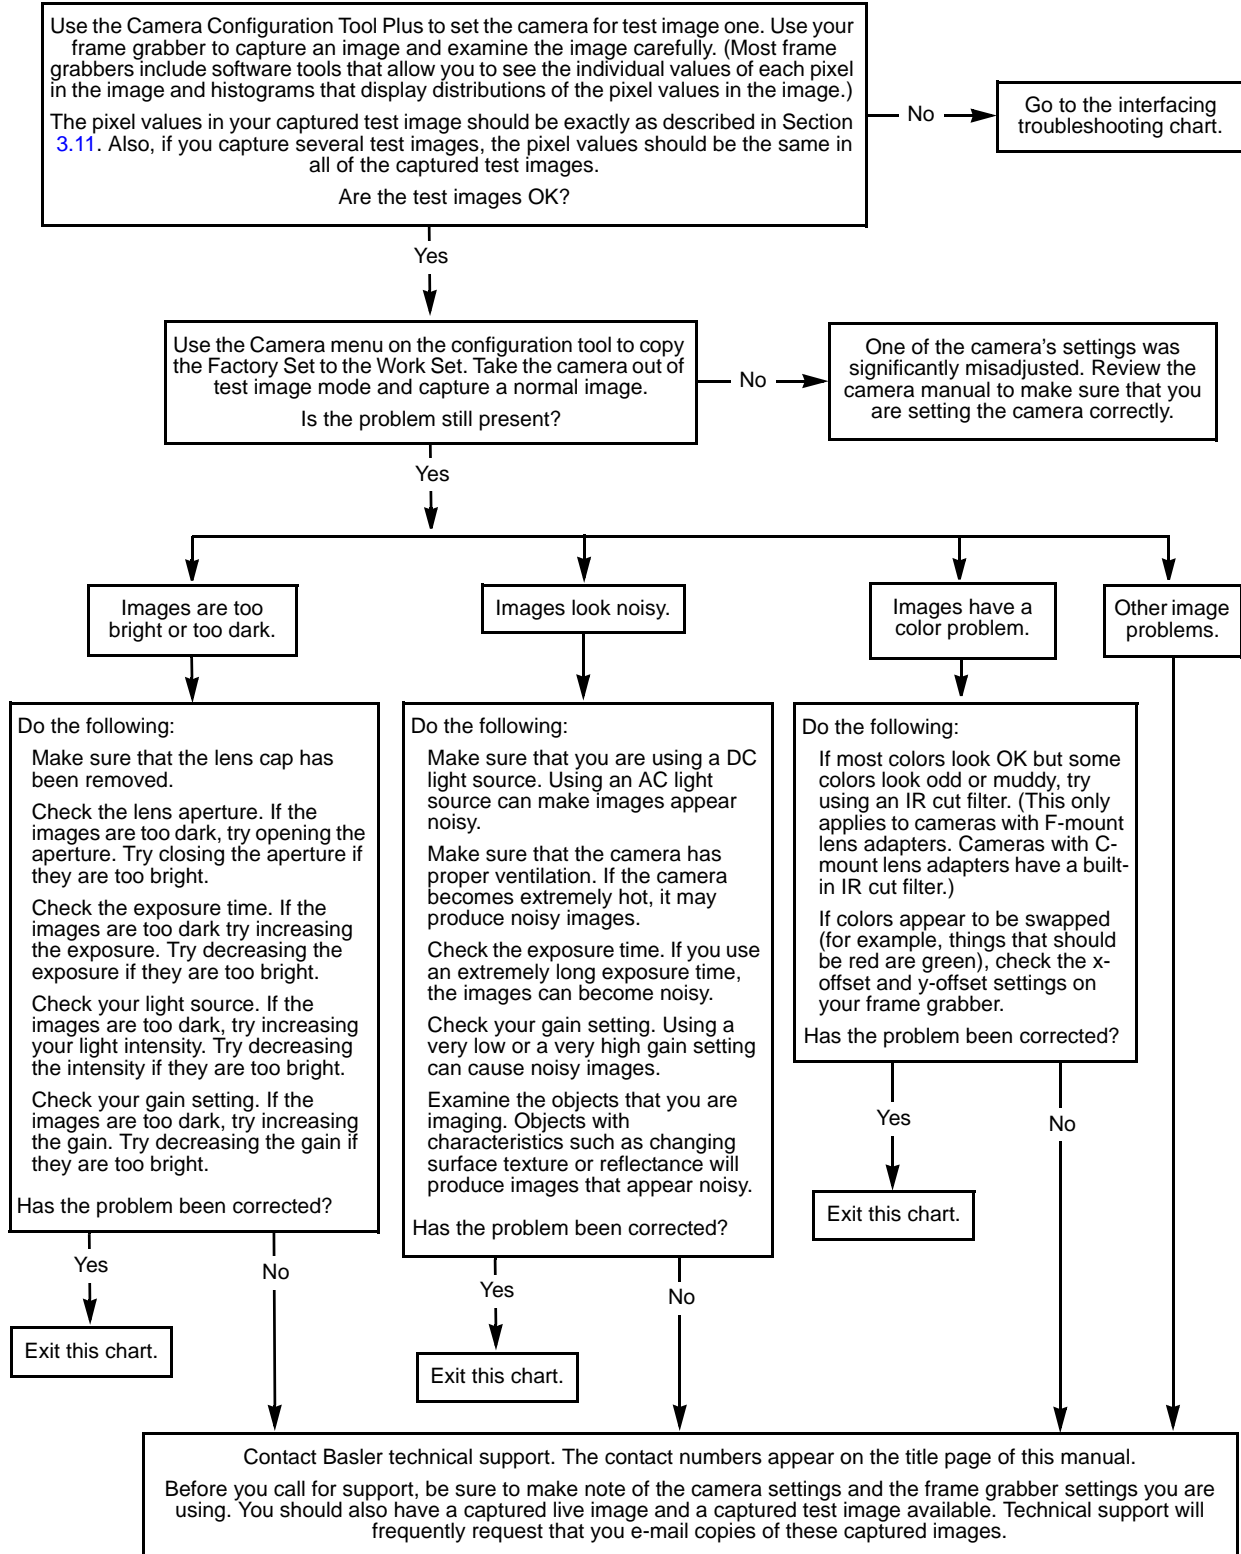 Use the Camera Configuration Tool Plus to set the camera for test image one. Use your
frame grabber to capture an image and examine the image carefully. (Most frame
grabbers include software tools that allow you to see the individual values of each pixel
in the image and histograms that display distributions of the pixel values in the image.)
The pixel values in your captured test image should be exactly as described in Section
3.11. Also, if you capture several test images, the pixel values should be the same in
all of the captured test images.
Are the test images OK?
No
Go to the interfacing
troubleshooting chart.
Yes
Use the Camera menu on the configuration tool to copy
the Factory Set to the Work Set. Take the camera out of
test image mode and capture a normal image.
Is the problem still present?
No
One of the camera's settings was
significantly misadjusted. Review the
camera manual to make sure that you
are setting the camera correctly.
Yes
Images are too
bright or too dark.
Images look noisy.
Images have a
color problem.
Other image
problems.
Do the following:
Make sure that the lens cap has
been removed.
Check the lens aperture. If the
images are too dark, try opening the
aperture. Try closing the aperture if
they are too bright.
Check the exposure time. If the
images are too dark try increasing
the exposure. Try decreasing the
exposure if they are too bright.
Check your light source. If the
images are too dark, try increasing
your light intensity. Try decreasing
the intensity if they are too bright.
Check your gain setting. If the
images are too dark, try increasing
the gain. Try decreasing the gain if
they are too bright.
Has the problem been corrected?
Yes
No
Exit this chart.
Do the following:
Make sure that you are using a DC
light source. Using an AC light
source can make images appear
noisy.
Make sure that the camera has
proper ventilation. If the camera
becomes extremely hot, it may
produce noisy images.
Check the exposure time. If you use
an extremely long exposure time,
the images can become noisy.
Check your gain setting. Using a
very low or a very high gain setting
can cause noisy images.
Examine the objects that you are
imaging. Objects with
characteristics such as changing
surface texture or reflectance will
produce images that appear noisy.
Has the problem been corrected?
Yes
No
Exit this chart.
Do the following:
If most colors look OK but some
colors look odd or muddy, try
using an IR cut filter. (This only
applies to cameras with F-mount
lens adapters. Cameras with C-
mount lens adapters have a built-
in IR cut filter.)
If colors appear to be swapped
(for example, things that should
be red are green), check the x-
offset and y-offset settings on
your frame grabber.
Has the problem been corrected?
Yes
No
Exit this chart.
Contact Basler technical support. The contact numbers appear on the title page of this manual.
Before you call for support, be sure to make note of the camera settings and the frame grabber settings you are
using. You should also have a captured live image and a captured test image available. Technical support will
frequently request that you e-mail copies of these captured images.